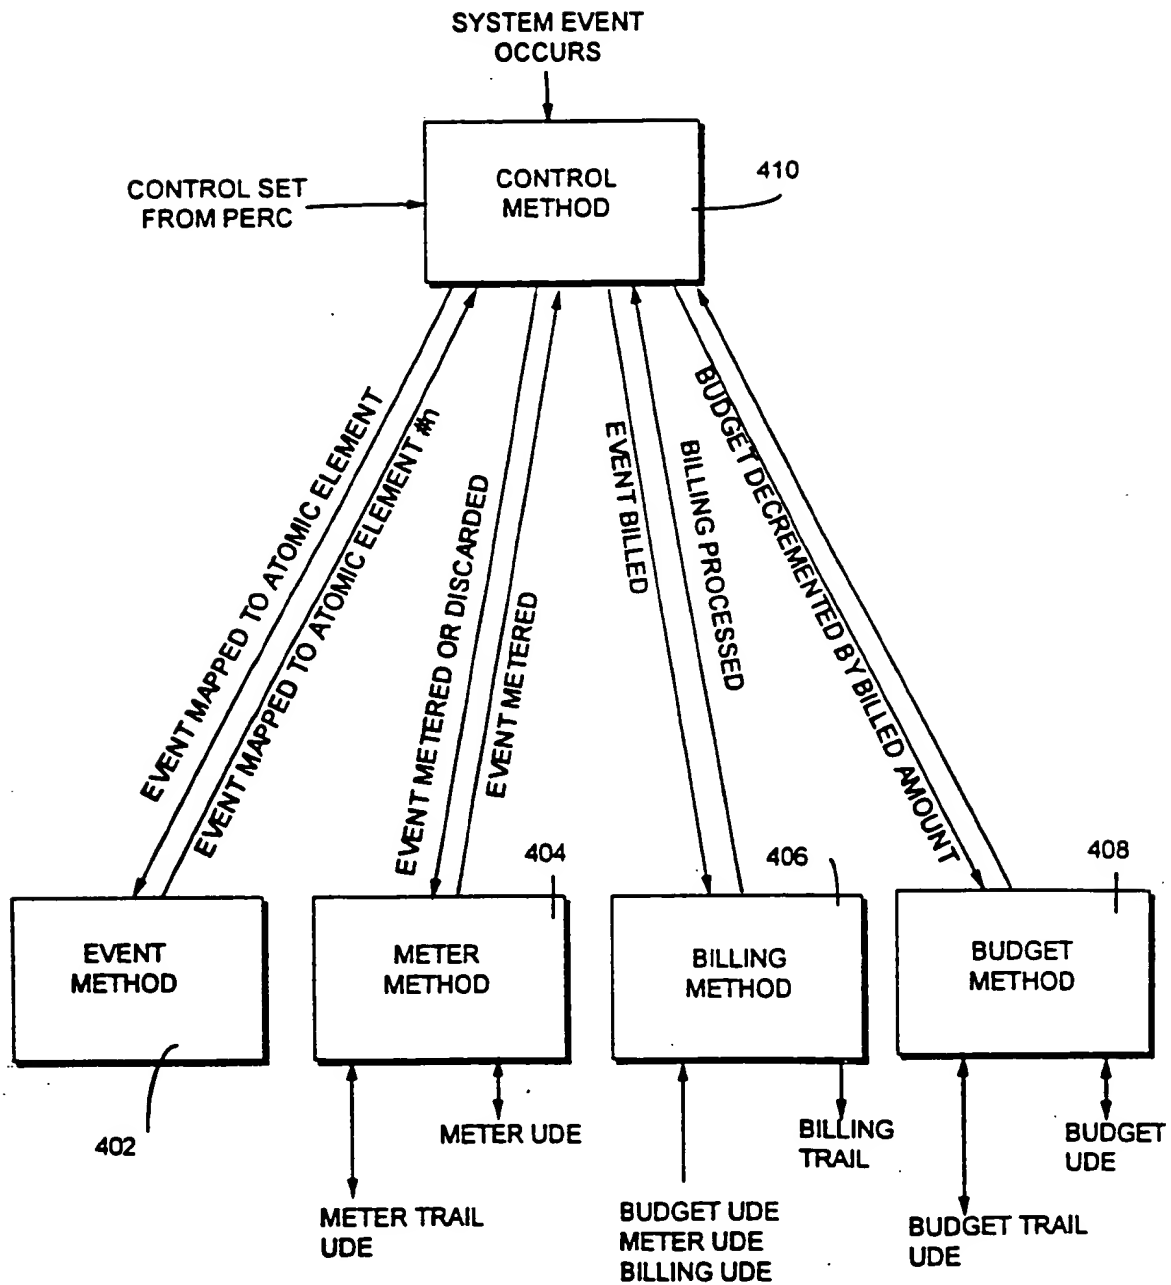 SYSTEM EVENT
OCCURS
CONTROL SET
FROM PERC
CONTROL
METHOD
410
EVENT MAPPED TO ATOMIC ELEMENT
EVENT MAPPED TO ATOMIC ELEMENT #n
EVENT METERED OR DISCARDED
EVENT METERED
EVENT BILLED
BILLING PROCESSED
BUDGET DECREMENTED BY BILLED AMOUNT
EVENT
METHOD
402
METER
METHOD
404
BILLING
METHOD
406
BUDGET
METHOD
408
METER UDE
METER TRAIL
UDE
BUDGET UDE
METER UDE
BILLING UDE
BILLING
TRAIL
BUDGET TRAIL
UDE
BUDGET
UDE